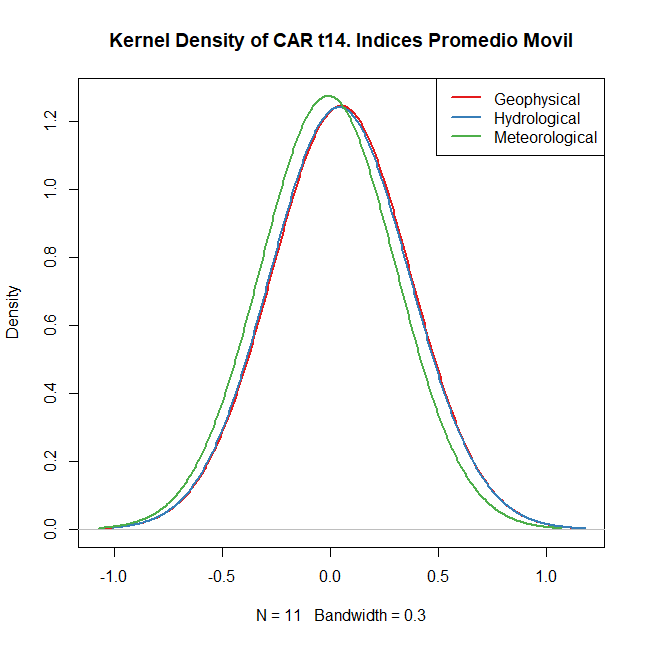 Kernel Density of CAR t14. Indices Promedio Movil
Geophysical
Hydrological
Meteorological
Density
1.2
1.0
0.8
0.6
0.4
0.2
0.0
-1.0 -0.5 0.0 0.5 1.0
N = 11 Bandwidth = 0.3